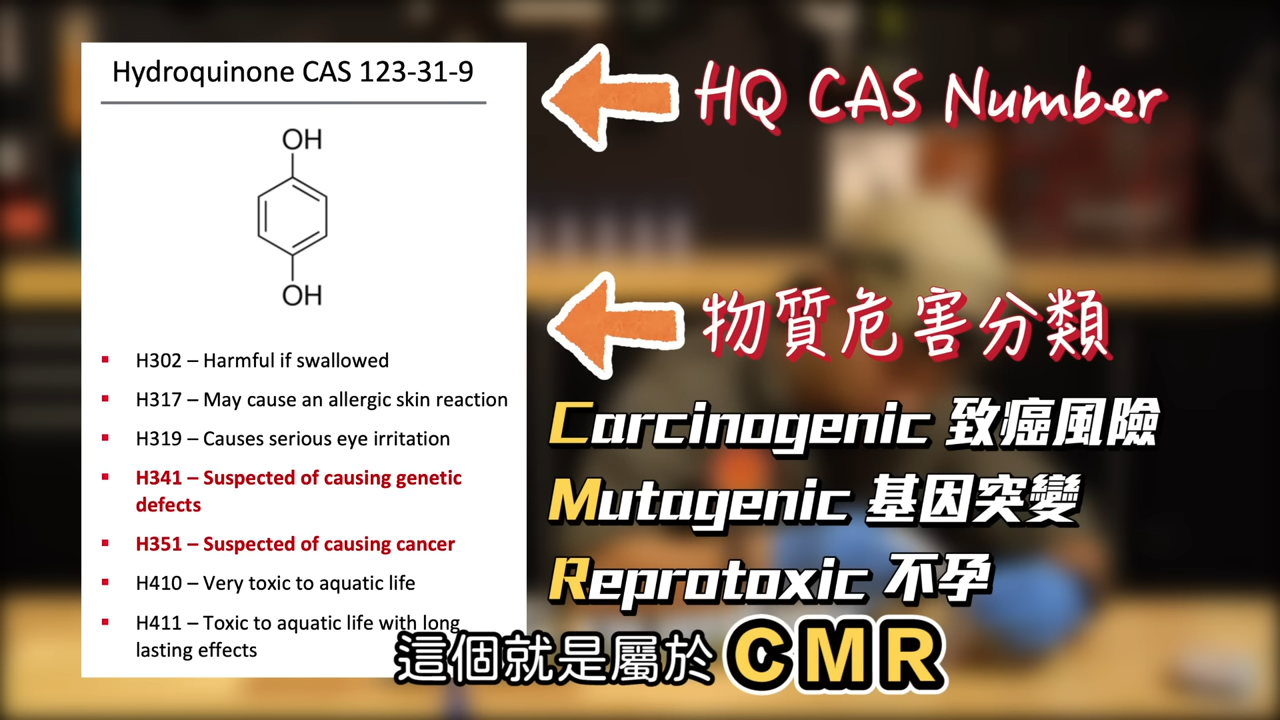 Hydroquinone CAS 123-31-9
OH
OH
H302 – Harmful if swallowed
H317 – May cause an allergic skin reaction
H319 – Causes serious eye irritation
H341 – Suspected of causing genetic
defects
H351 – Suspected of causing cancer
H410 – Very toxic to aquatic life
H411 – Toxic to aquatic life with long
lasting effects
HQ CAS Number
物質危害分類
Carcinogenic 致癌風險
Mutagenic 基因突變
Reprotoxic 不孕
這個就是屬於 CMR